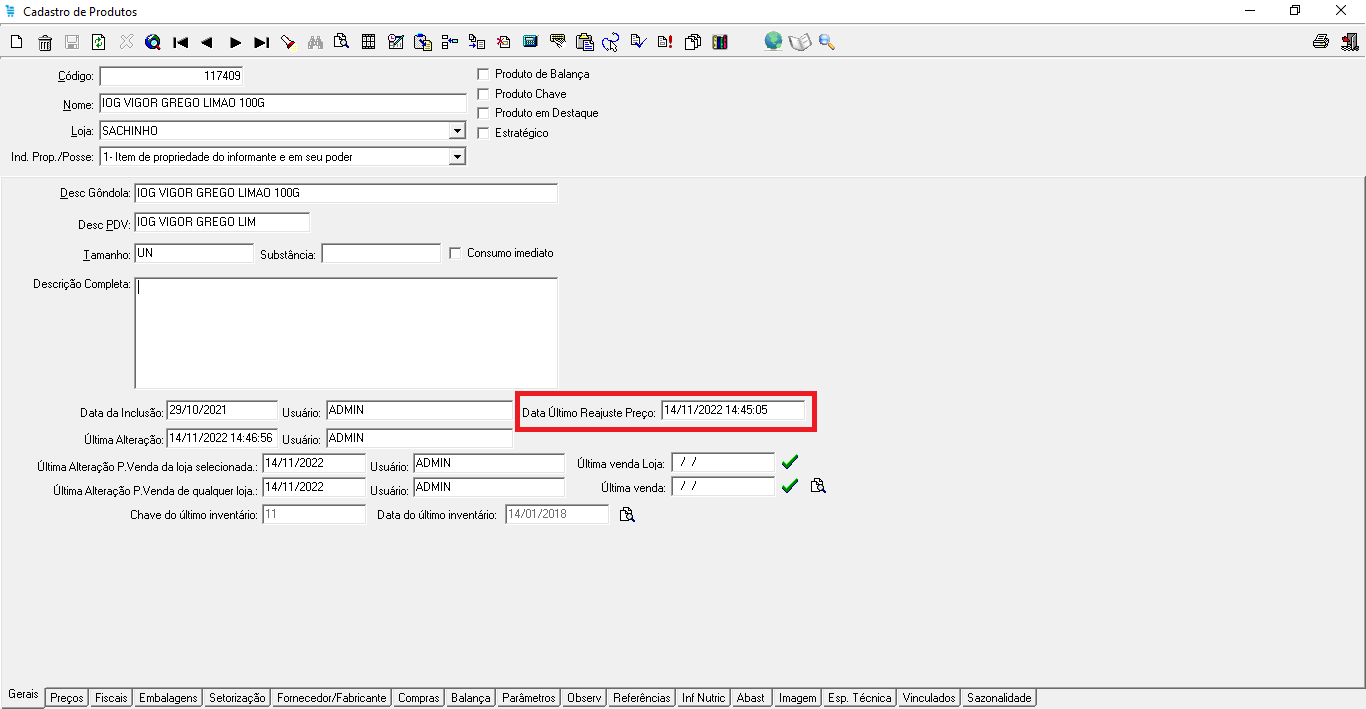 Cadastro de Produtos
Código: 117409
Produto de Balança
Nome: IOG VIGOR GREGO LIMAO 100G
Produto Chave
Produto em Destaque
Loja: SACHINHO
Estratégico
Ind. Prop./Posse: 1- Item de propriedade do informante e em seu poder
Desc Gôndola: IOG VIGOR GREGO LIMAO 100G
Desc PDV: IOG VIGOR GREGO LIM
Tamanho: UN Substância: Consumo imediato
Descrição Completa:
Data da Inclusão: 29/10/2021 Usuário: ADMIN Data Último Reajuste Preço: 14/11/2022 14:45:05
Última Alteração: 14/11/2022 14:46:56 Usuário: ADMIN
Última Alteração P.Venda da loja selecionada.: 14/11/2022 Usuário: ADMIN Última venda Loja: / /
Última Alteração P.Venda de qualquer loja.: 14/11/2022 Usuário: ADMIN Última venda: / /
Chave do último inventário: 11 Data do último inventário: 14/01/2018
Gerais Preços Fiscais Embalagens Setorização Fornecedor/Fabricante Compras Balança Parâmetros Observ Referências Inf Nutric Abast Imagem Esp. Técnica Vinculados Sazonalidade